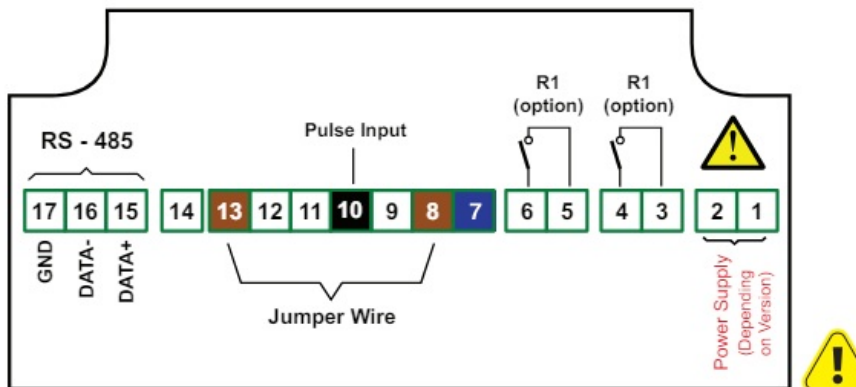 R1
(option)
R1
(option)
RS - 485
Pulse Input
17 16 15 14 13 12 11 10 9 8 7 6 5 4 3 2 1
GND
DATA-
DATA+
Jumper Wire
Power Supply
(Depending
on Version)